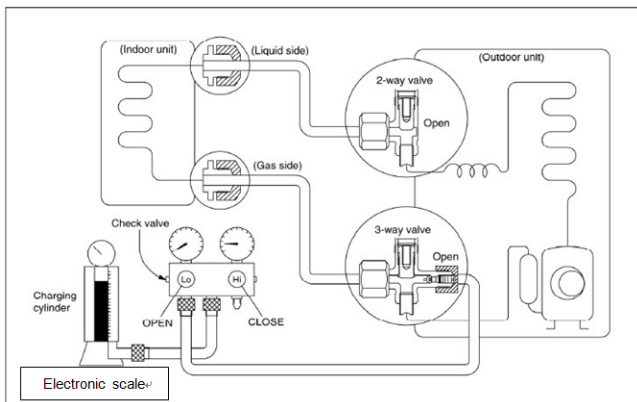 (Indoor unit)
(Liquid side)
2-way valve
(Outdoor unit)
Open
(Gas side)
3-way valve
Open
Check valve
Lo
Hi
Charging
cylinder
OPEN
CLOSE
Electronic scale